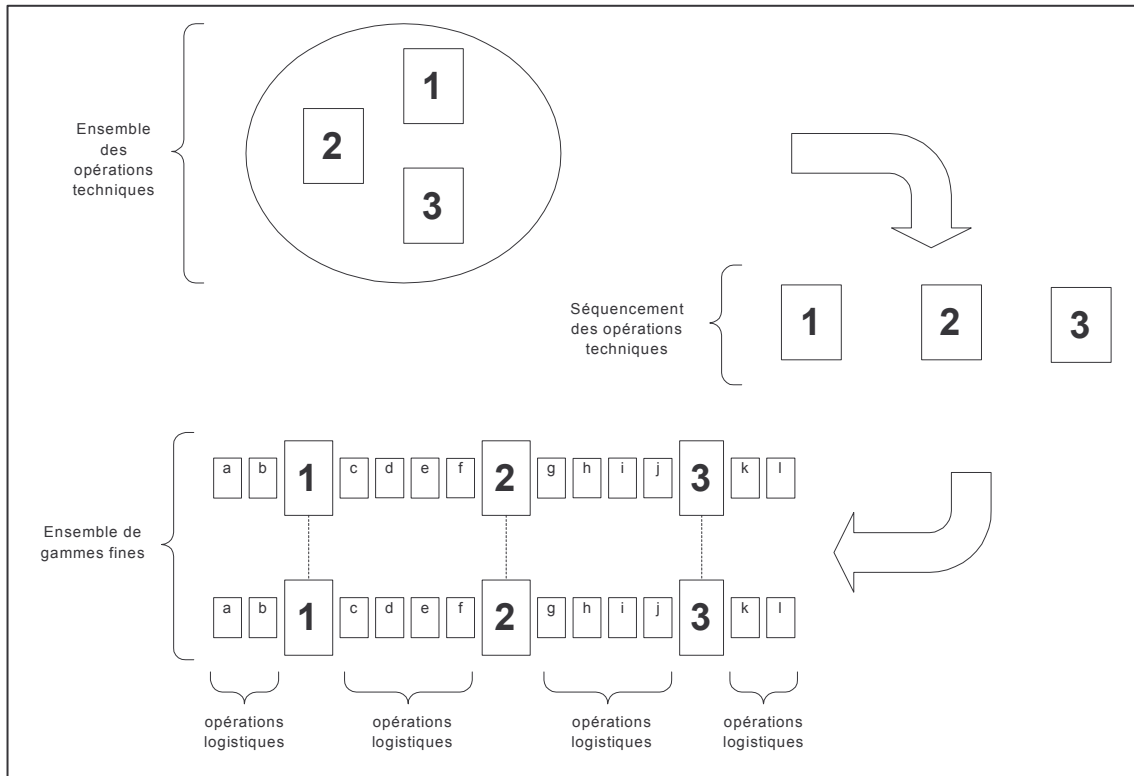 Ensemble
des
opérations
techniques
1
2
3
Séquencement
des opérations
techniques
1 2 3
Ensemble de
gammes fines
a b 1 c d e f 2 g h i j 3 k l
a b 1 c d e f 2 g h i j 3 k l
opérations
logistiques
opérations
logistiques
opérations
logistiques
opérations
logistiques